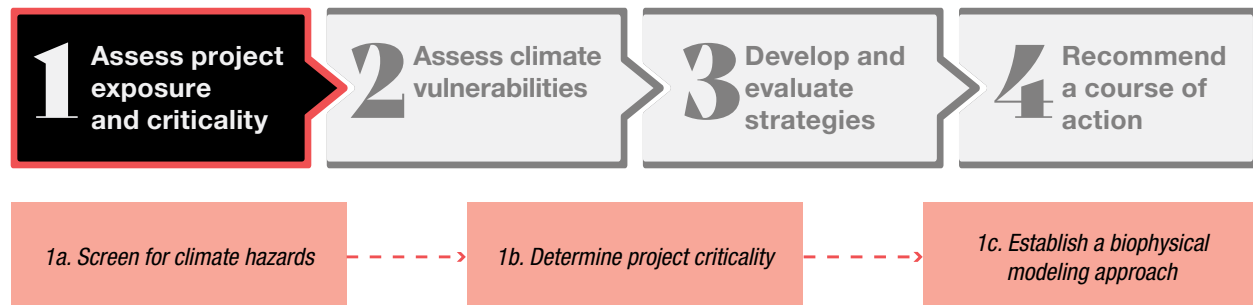 1 Assess project
exposure
and criticality
2 Assess climate
vulnerabilities
3 Develop and
evaluate
strategies
4 Recommend
a course of
action
1a. Screen for climate hazards
1b. Determine project criticality
1c. Establish a biophysical
modeling approach